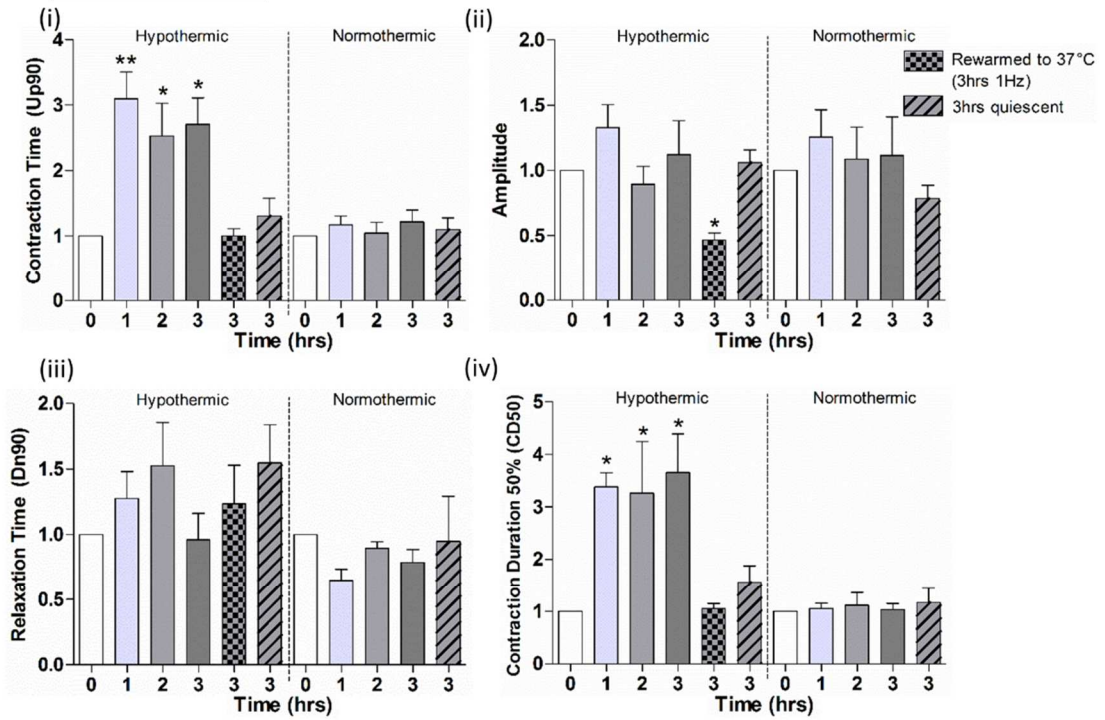 (i)
Hypothermic Normothermic
Contraction Time (Up90)
4
3
2
1
0
** * *
0 1 2 3 3 3 0 1 2 3 3
Time (hrs)
(ii)
Hypothermic Normothermic
Amplitude
2.0
1.5
1.0
0.5
0.0
*
0 1 2 3 3 3 0 1 2 3 3
Time (hrs)
Rewarmed to 37°C
(3hrs 1Hz)
3hrs quiescent
(iii)
Hypothermic Normothermic
Relaxation Time (Dn90)
2.0
1.5
1.0
0.5
0.0
0 1 2 3 3 3 0 1 2 3 3
Time (hrs)
(iv)
Hypothermic Normothermic
Contraction Duration 50% (CD50)
5
4
3
2
1
0
* * *
0 1 2 3 3 3 0 1 2 3 3
Time (hrs)